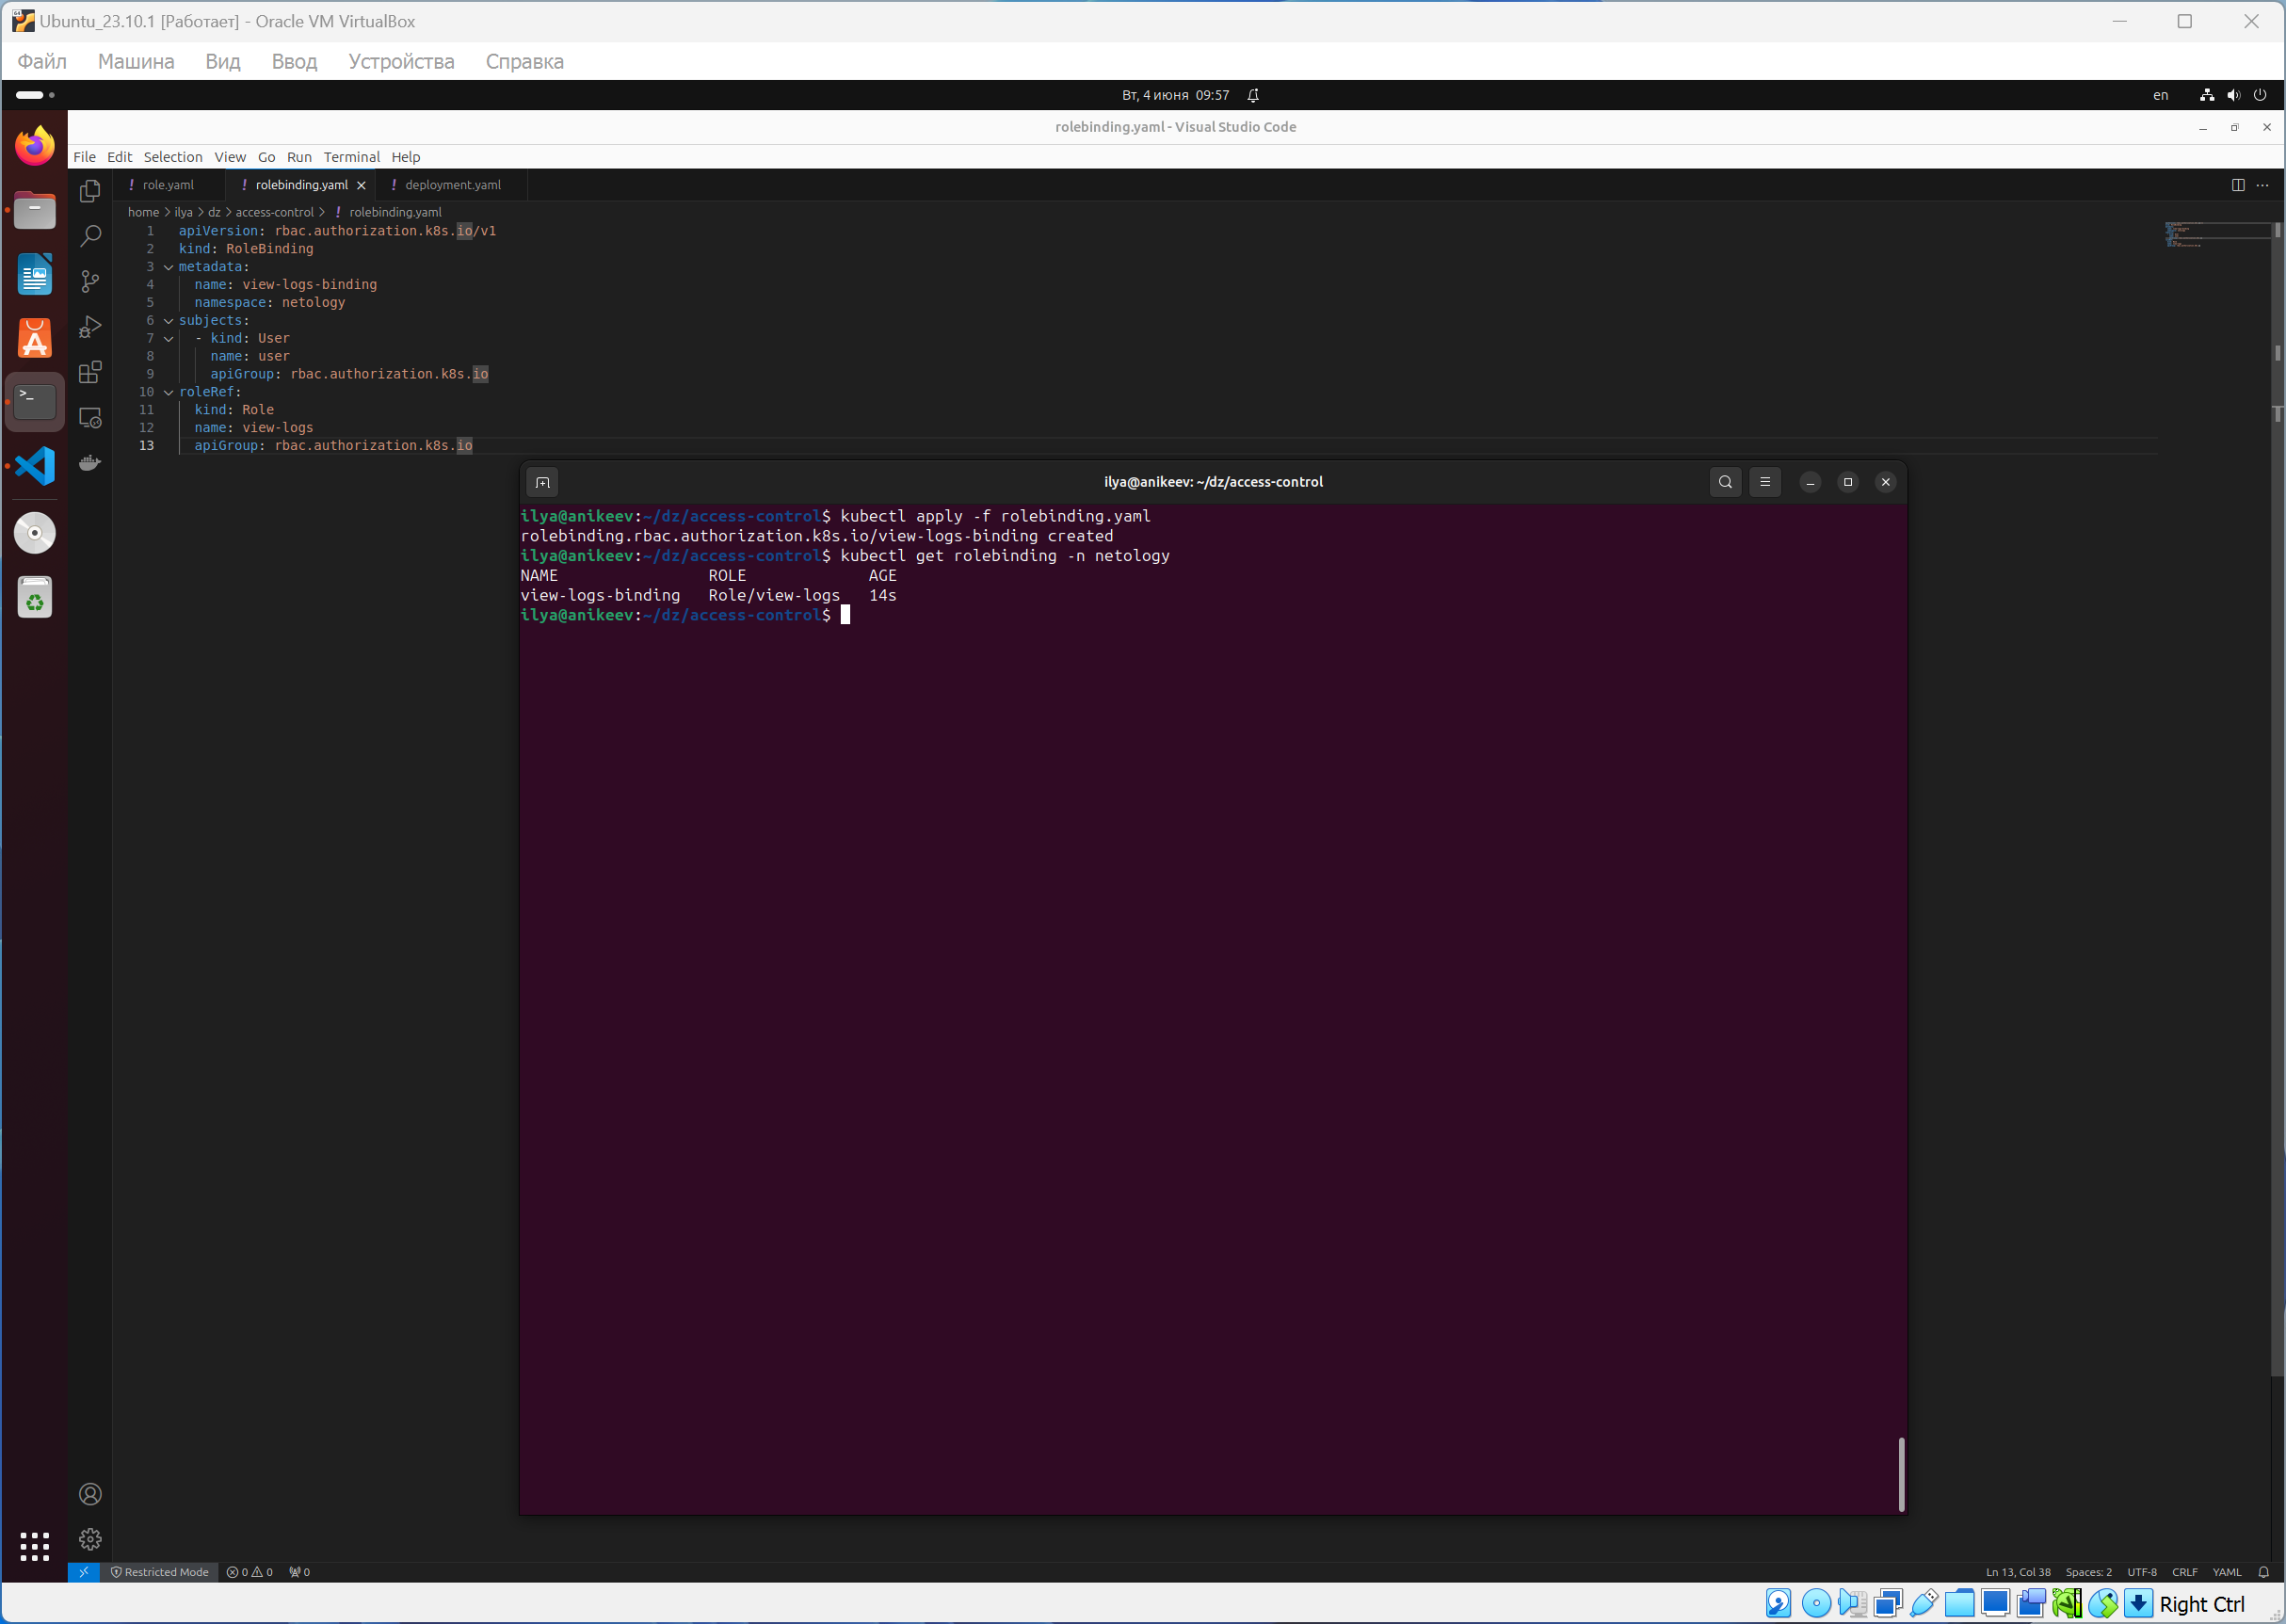 Ubuntu_23.10.1 [Работает] - Oracle VM VirtualBox
Файл Машина Вид Ввод Устройства Справка
Вт, 4 июня 09:57
en
rolebinding.yaml - Visual Studio Code
File Edit Selection View Go Run Terminal Help
! role.yaml ! rolebinding.yaml ! deployment.yaml
home > ilya > dz > access-control > ! rolebinding.yaml
1 apiVersion: rbac.authorization.k8s.io/v1
2 kind: RoleBinding
3 metadata:
4 name: view-logs-binding
5 namespace: netology
6 subjects:
7 - kind: User
8 name: user
9 apiGroup: rbac.authorization.k8s.io
10 roleRef:
11 kind: Role
12 name: view-logs
13 apiGroup: rbac.authorization.k8s.io
ilya@anikeev: ~/dz/access-control
ilya@anikeev:~/dz/access-control$ kubectl apply -f rolebinding.yaml
rolebinding.rbac.authorization.k8s.io/view-logs-binding created
ilya@anikeev:~/dz/access-control$ kubectl get rolebinding -n netology
NAME ROLE AGE
view-logs-binding Role/view-logs 14s
ilya@anikeev:~/dz/access-control$
Restricted Mode 0 0 0
Ln 13, Col 38 Spaces: 2 UTF-8 CRLF YAML
Right Ctrl